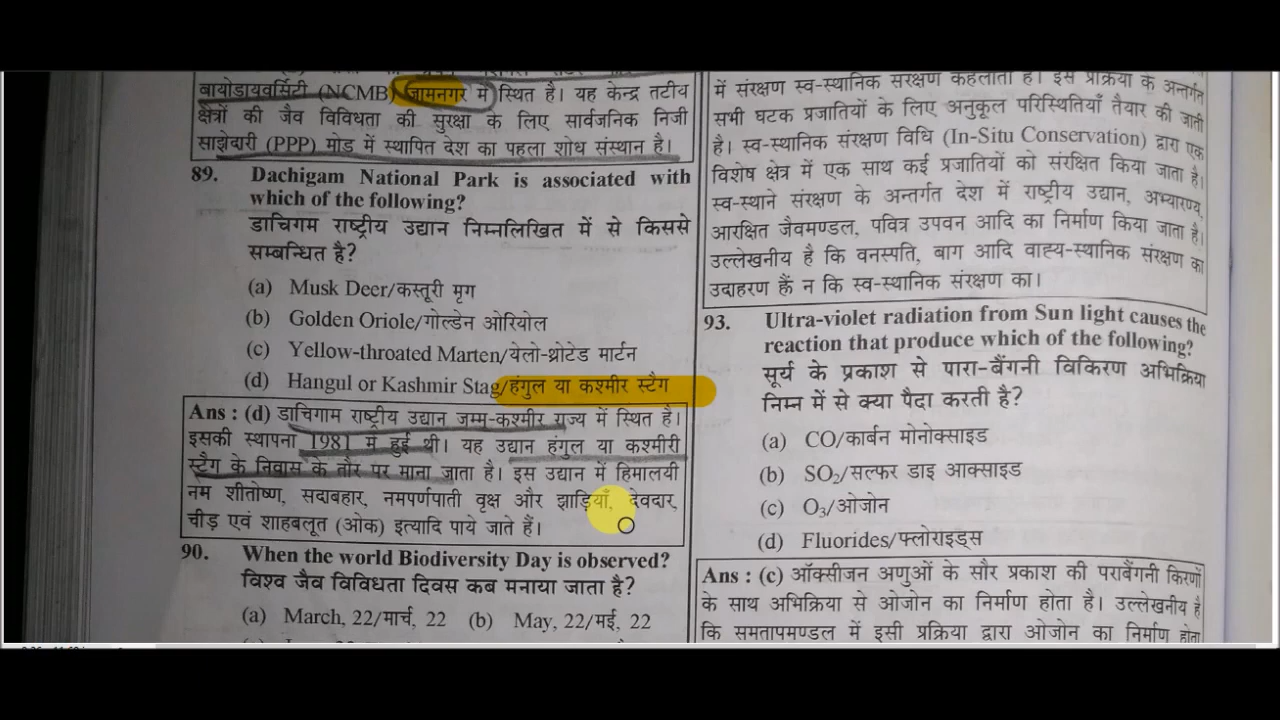 बायोडायवर्सिटी (NCMB) जामनगर में स्थित है। यह केन्द्र तटीय
क्षेत्रों की जैव विविधता की सुरक्षा के लिए सार्वजनिक निजी
साझेदारी (PPP) मोड में स्थापित देश का पहला शोध संस्थान है।
89. Dachigam National Park is associated with
which of the following?
डाचिगम राष्ट्रीय उद्यान निम्नलिखित में से किससे
सम्बन्धित है?
(a) Musk Deer/कस्तूरी मृग
(b) Golden Oriole/गोल्डेन ओरियोल
(c) Yellow-throated Marten/येलो-थ्रोटेड मार्टन
(d) Hangul or Kashmir Stag/हंगुल या कश्मीर स्टैग
Ans : (d) डाचिगाम राष्ट्रीय उद्यान जम्मू-कश्मीर राज्य में स्थित है।
इसकी स्थापना 1981 में हुई थी। यह उद्यान हंगुल या कश्मीरी
स्टैग के निवास के तौर पर माना जाता है। इस उद्यान में हिमालयी
नम शीतोष्ण, सदाबहार, नमपर्णपाती वृक्ष और झाड़ियाँ, देवदार,
चीड़ एवं शाहबलूत (ओक) इत्यादि पाये जाते हैं।
90. When the world Biodiversity Day is observed?
विश्व जैव विविधता दिवस कब मनाया जाता है?
(a) March, 22/मार्च, 22 (b) May, 22/मई, 22
में संरक्षण स्व-स्थानिक संरक्षण कहलाता है। इस प्रक्रिया के अन्तर्गत
सभी घटक प्रजातियों के लिए अनुकूल परिस्थितियाँ तैयार की जाती
है। स्व-स्थानिक संरक्षण विधि (In-Situ Conservation) द्वारा एक
विशेष क्षेत्र में एक साथ कई प्रजातियों को संरक्षित किया जाता है।
स्व-स्थाने संरक्षण के अन्तर्गत देश में राष्ट्रीय उद्यान, अभ्यारण्य,
आरक्षित जैवमण्डल, पवित्र उपवन आदि का निर्माण किया जाता है।
उल्लेखनीय है कि वनस्पति, बाग आदि वाह्य-स्थानिक संरक्षण का
उदाहरण हैं न कि स्व-स्थानिक संरक्षण का।
93. Ultra-violet radiation from Sun light causes the
reaction that produce which of the following?
सूर्य के प्रकाश से पारा-बैंगनी विकिरण अभिक्रिया
निम्न में से क्या पैदा करती है?
(a) CO/कार्बन मोनोक्साइड
(b) SO₂/सल्फर डाइ आक्साइड
(c) O₃/ओजोन
(d) Fluorides/फ्लोराइड्स
Ans : (c) ऑक्सीजन अणुओं के सौर प्रकाश की पराबैंगनी किरणों
के साथ अभिक्रिया से ओजोन का निर्माण होता है। उल्लेखनीय है
कि समतापमण्डल में इसी प्रक्रिया द्वारा ओजोन का निर्माण होता